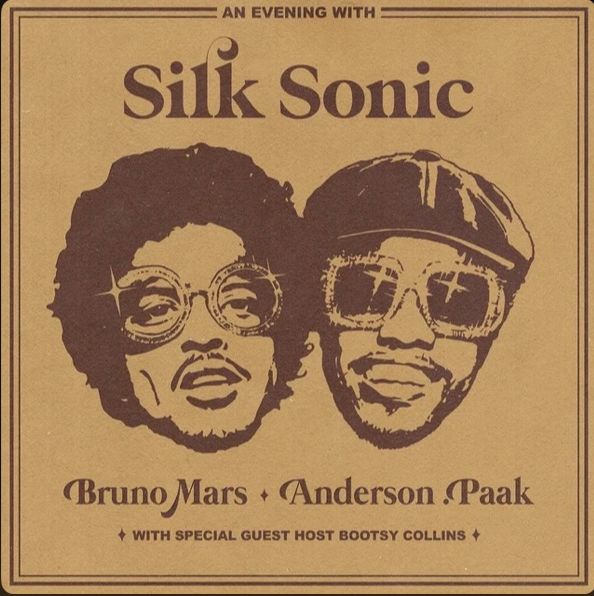 AN EVENING WITH
Silk Sonic
Bruno Mars ✦ Anderson .Paak
✦ WITH SPECIAL GUEST HOST BOOTSY COLLINS ✦